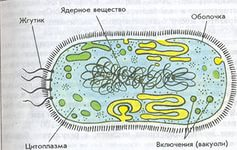 Ядерное вещество
Жгутик
Оболочка
Цитоплазма
Включения (вакуоли)